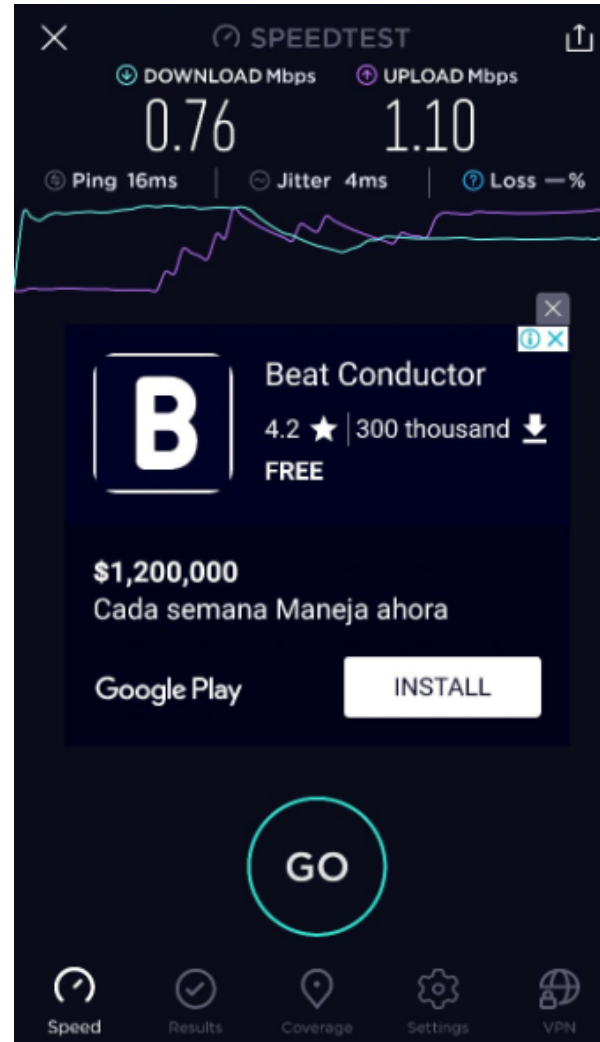 SPEEDTEST
DOWNLOAD Mbps UPLOAD Mbps
0.76 1.10
Ping 16ms Jitter 4ms ? Loss —%
B
Beat Conductor
4.2 ★ | 300 thousand
FREE
$1,200,000
Cada semana Maneja ahora
Google Play
INSTALL
GO
Speed Results Coverage Settings VPN